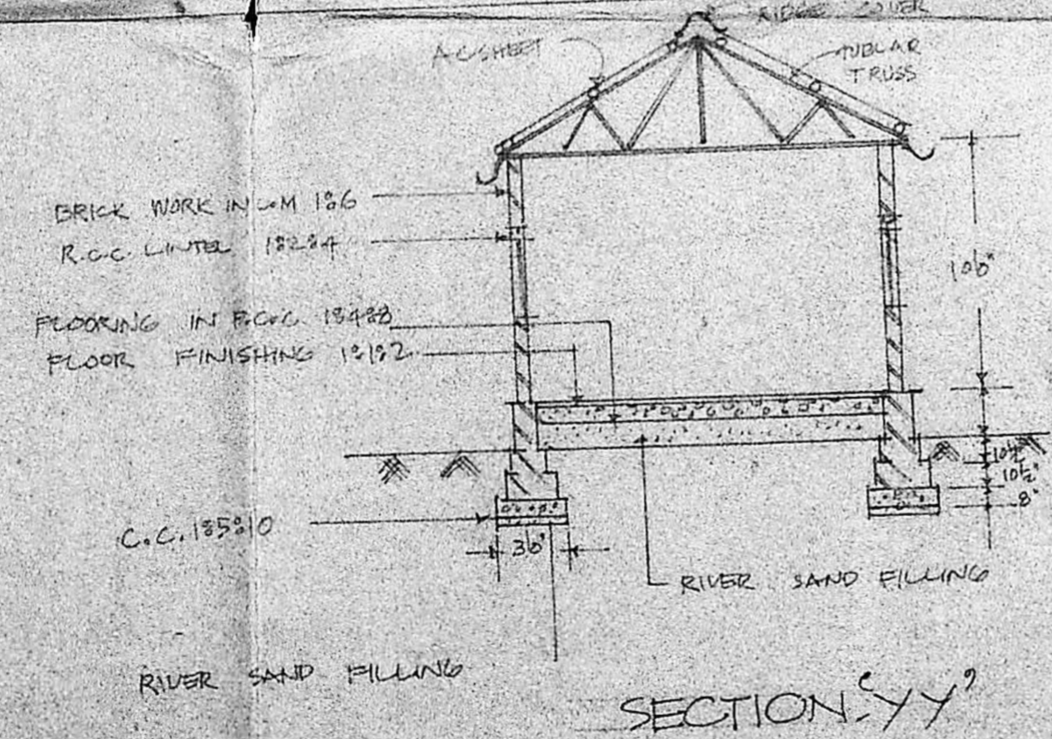 RIDGE COVER
A.C SHEET
TUBLAR
TRUSS
BRICK WORK IN C.M 1:6
R.C.C. LINTEL 1:2:4
10'6"
FLOORING IN P.C.C. 1:4:8
FLOOR FINISHING 1:1:2
10½"
10½"
8"
C.C. 1:5:10
3'6"
RIVER SAND FILLING
RIVER SAND FILLING
SECTION-'YY'